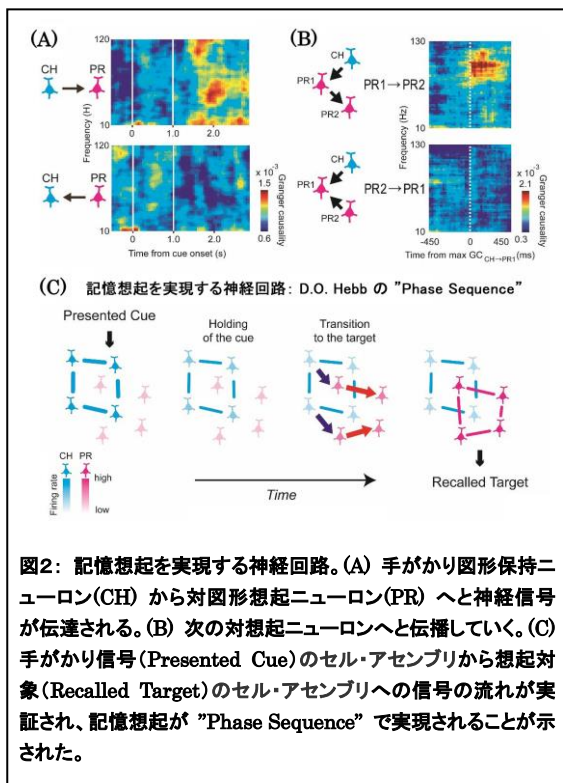 (A)
(B)
120
CH
PR
10
0
1.0
2.0
120
CH
PR
10
0
1.0
2.0
Frequency (H)
Time from cue onset (s)
x 10-3
1.5
0.6
Granger causality
CH
PR1
PR2
PR1→PR2
130
10
CH
PR1
PR2
PR2→PR1
130
10
-450
0
450
Frequency (Hz)
Time from max GCCH→PR1(ms)
x 10-3
2.1
0.3
Granger causality
(C) 記憶想起を実現する神経回路: D.O. Hebb の "Phase Sequence"
Presented Cue
Holding
of the cue
Transition
to the target
CH PR
high
low
Firing rate
Time
Recalled Target
図2: 記憶想起を実現する神経回路。(A) 手がかり図形保持ニ
ューロン(CH) から対図形想起ニューロン(PR) へと神経信号
が伝達される。(B) 次の対想起ニューロンへと伝播していく。(C)
手がかり信号(Presented Cue)のセル・アセンブリから想起対
象(Recalled Target)のセル・アセンブリへの信号の流れが実
証され、記憶想起が "Phase Sequence" で実現されることが示
された。